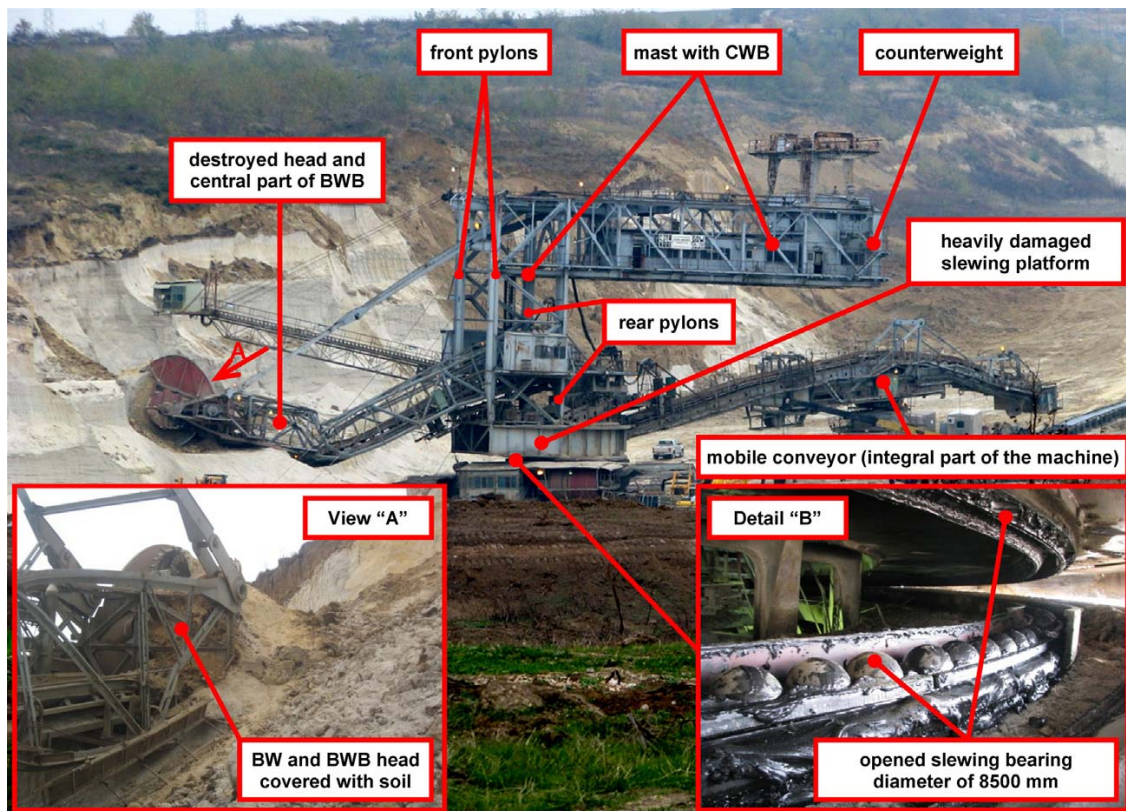 front pylons
mast with CWB
counterweight
destroyed head and
central part of BWB
heavily damaged
slewing platform
rear pylons
A
mobile conveyor (integral part of the machine)
View “A”
Detail “B”
BW and BWB head
covered with soil
opened slewing bearing
diameter of 8500 mm